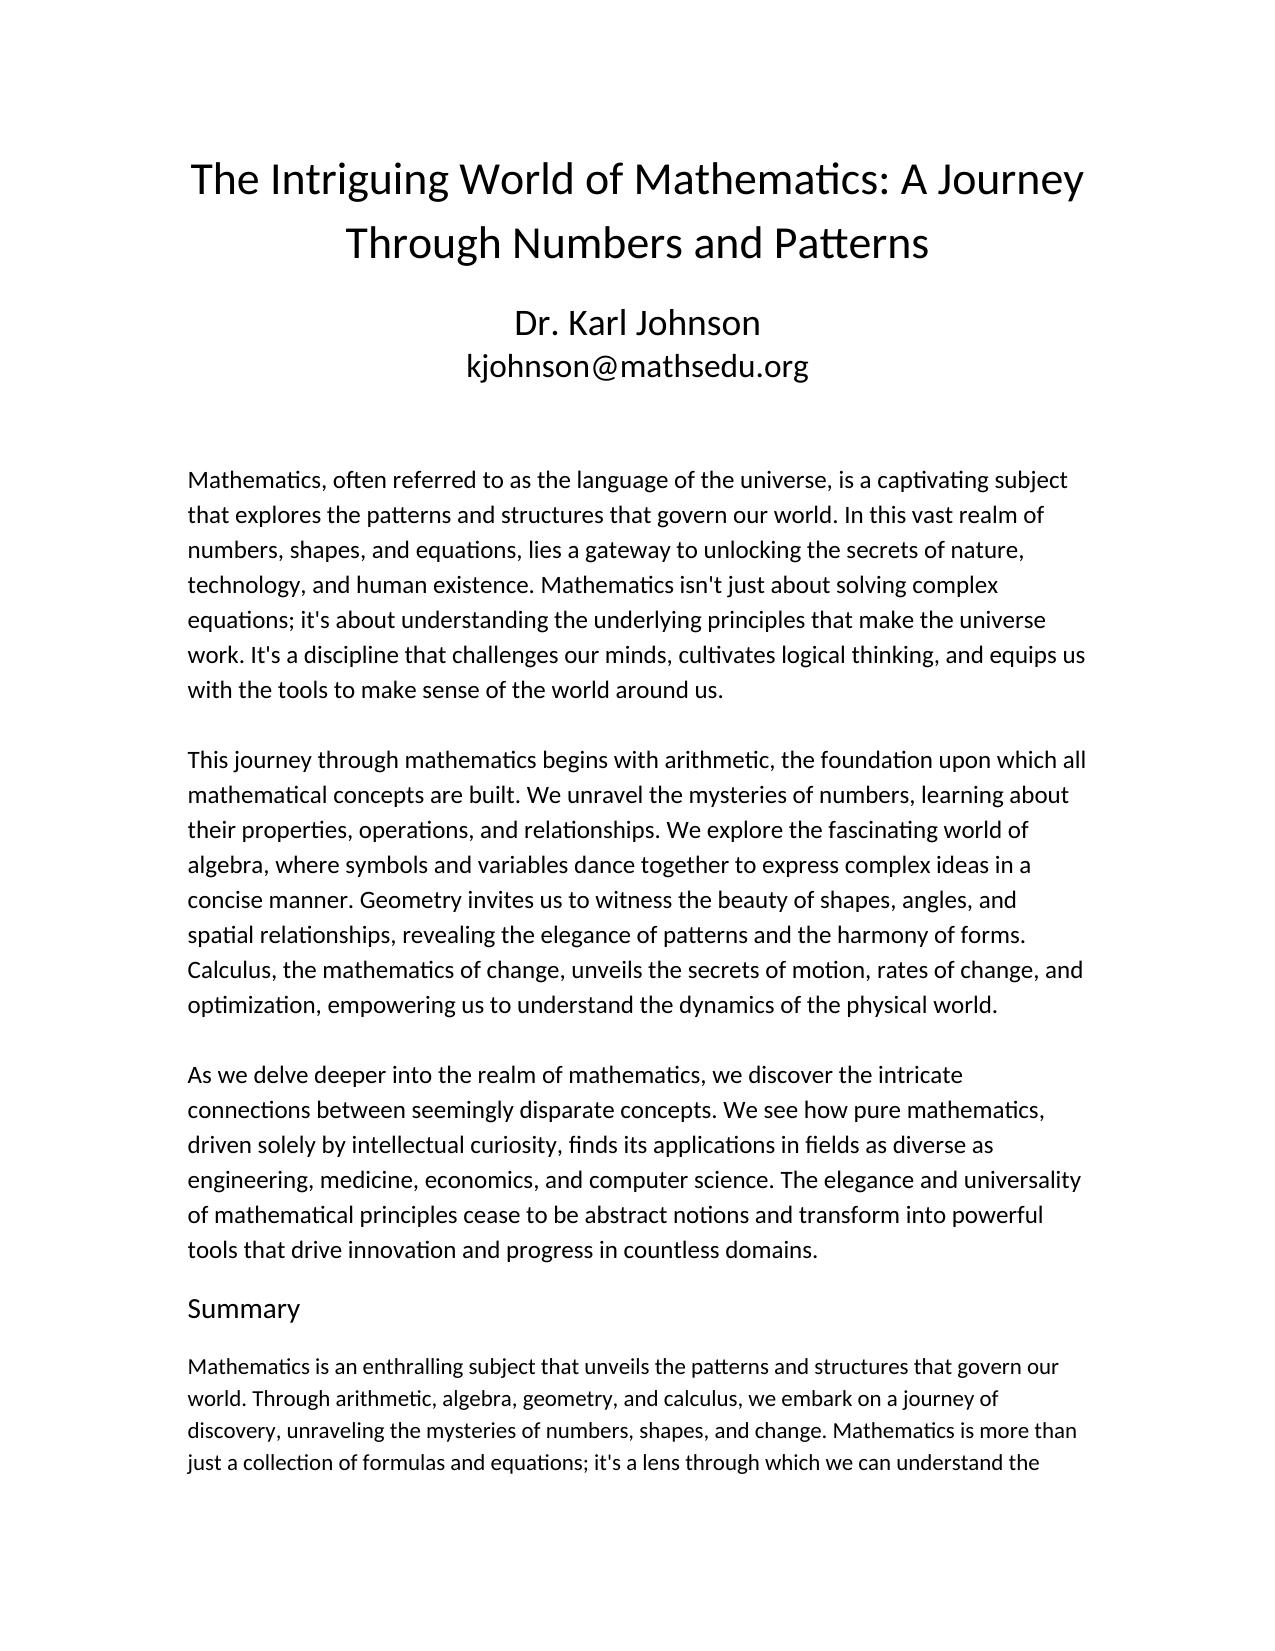 The Intriguing World of Mathematics: A Journey
Through Numbers and Patterns
Dr. Karl Johnson
kjohnson@mathsedu.org
Mathematics, often referred to as the language of the universe, is a captivating subject
that explores the patterns and structures that govern our world. In this vast realm of
numbers, shapes, and equations, lies a gateway to unlocking the secrets of nature,
technology, and human existence. Mathematics isn't just about solving complex
equations; it's about understanding the underlying principles that make the universe
work. It's a discipline that challenges our minds, cultivates logical thinking, and equips us
with the tools to make sense of the world around us.
This journey through mathematics begins with arithmetic, the foundation upon which all
mathematical concepts are built. We unravel the mysteries of numbers, learning about
their properties, operations, and relationships. We explore the fascinating world of
algebra, where symbols and variables dance together to express complex ideas in a
concise manner. Geometry invites us to witness the beauty of shapes, angles, and
spatial relationships, revealing the elegance of patterns and the harmony of forms.
Calculus, the mathematics of change, unveils the secrets of motion, rates of change, and
optimization, empowering us to understand the dynamics of the physical world.
As we delve deeper into the realm of mathematics, we discover the intricate
connections between seemingly disparate concepts. We see how pure mathematics,
driven solely by intellectual curiosity, finds its applications in fields as diverse as
engineering, medicine, economics, and computer science. The elegance and universality
of mathematical principles cease to be abstract notions and transform into powerful
tools that drive innovation and progress in countless domains.
Summary
Mathematics is an enthralling subject that unveils the patterns and structures that govern our
world. Through arithmetic, algebra, geometry, and calculus, we embark on a journey of
discovery, unraveling the mysteries of numbers, shapes, and change. Mathematics is more than
just a collection of formulas and equations; it's a lens through which we can understand the